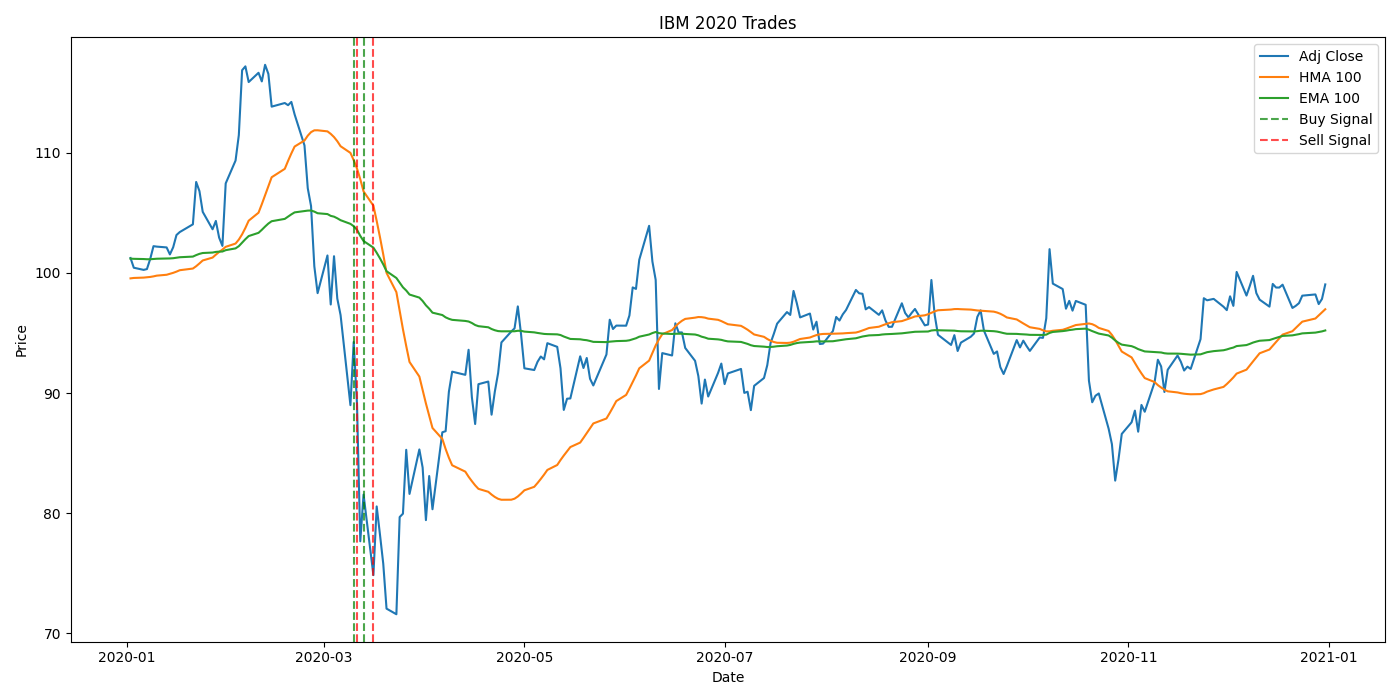 IBM 2020 Trades
Adj Close
HMA 100
EMA 100
Buy Signal
Sell Signal
Price
110
100
90
80
70
2020-01
2020-03
2020-05
2020-07
2020-09
2020-11
2021-01
Date